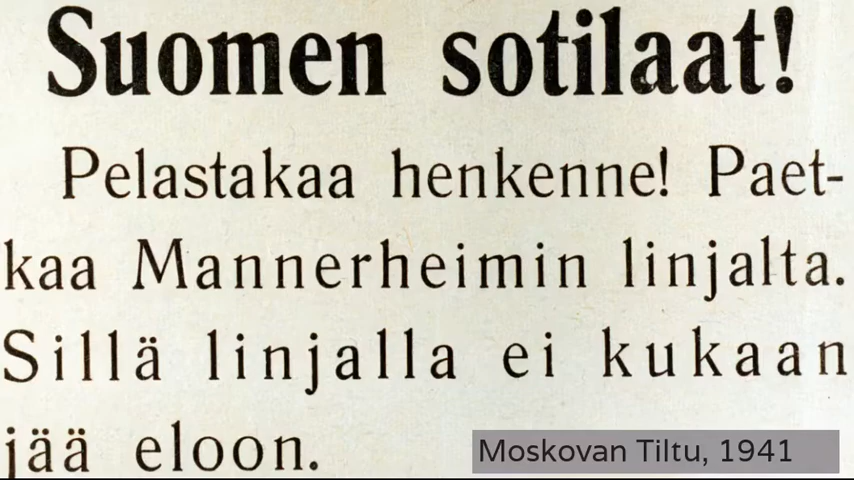 Suomen sotilaat!
Pelastakaa henkenne! Paet-
kaa Mannerheimin linjalta.
Sillä linjalla ei kukaan
jää eloon.
Moskovan Tiltu, 1941